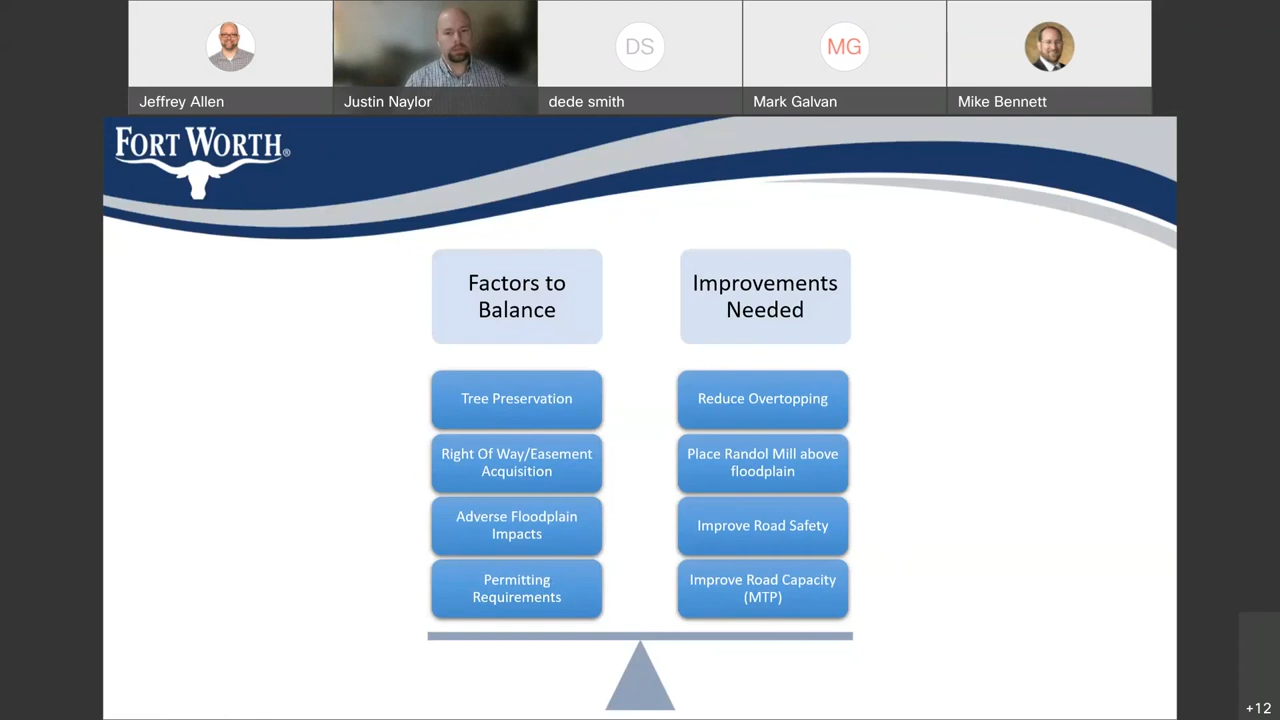 DS
MG
Jeffrey Allen
Justin Naylor
dede smith
Mark Galvan
Mike Bennett
FORT WORTH®
Factors to
Balance
Improvements
Needed
Tree Preservation
Reduce Overtopping
Right Of Way/Easement
Acquisition
Place Randol Mill above
floodplain
Adverse Floodplain
Impacts
Improve Road Safety
Permitting
Requirements
Improve Road Capacity
(MTP)
+12